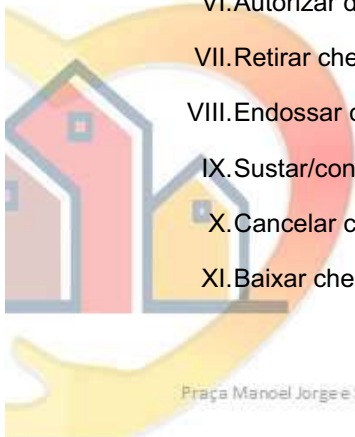 VI.Autorizar d
VII.Retirar che
VIII.Endossar c
IX.Sustar/con
X.Cancelar c
XI.Baixar che
Praça Manoel Jorge e